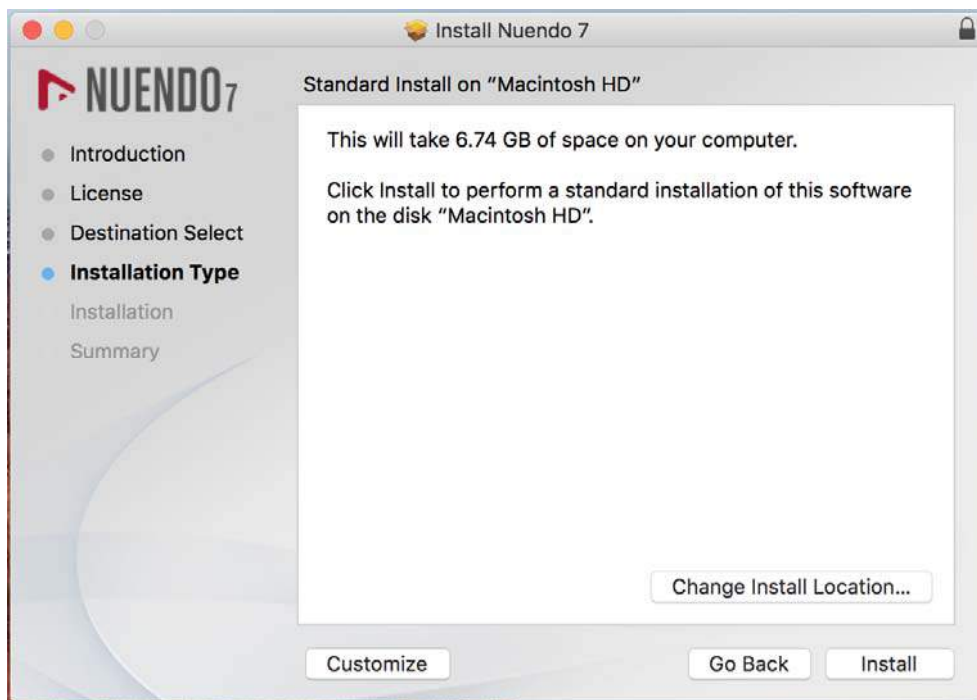 Install Nuendo 7
NUENDO 7
Introduction
License
Destination Select
Installation Type
Installation
Summary
Standard Install on “Macintosh HD”
This will take 6.74 GB of space on your computer.
Click Install to perform a standard installation of this software
on the disk “Macintosh HD”.
Change Install Location...
Customize
Go Back
Install